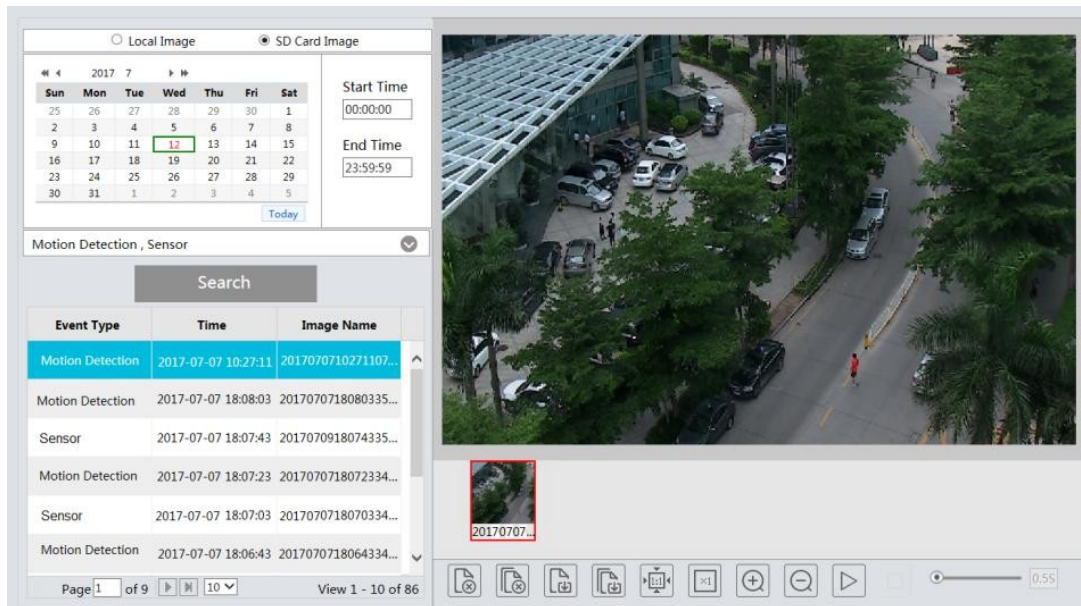 Local Image SD Card Image
2017 7
Sun Mon Tue Wed Thu Fri Sat
25 26 27 28 29 30 1
2 3 4 5 6 7 8
9 10 11 12 13 14 15
16 17 18 19 20 21 22
23 24 25 26 27 28 29
30 31 1 2 3 4 5
Today
Start Time
00:00:00
End Time
23:59:59
Motion Detection , Sensor
Search
Event Type Time Image Name
Motion Detection 2017-07-07 10:27:11 2017070710271107...
Motion Detection 2017-07-07 18:08:03 2017070718080335...
Sensor 2017-07-07 18:07:43 2017070918074335...
Motion Detection 2017-07-07 18:07:23 2017070718072334...
Sensor 2017-07-07 18:07:03 2017070718070334...
Motion Detection 2017-07-07 18:06:43 2017070718064334...
Page 1 of 9 10 View 1 - 10 of 86
20170707...
1:1 ×1 0.5S